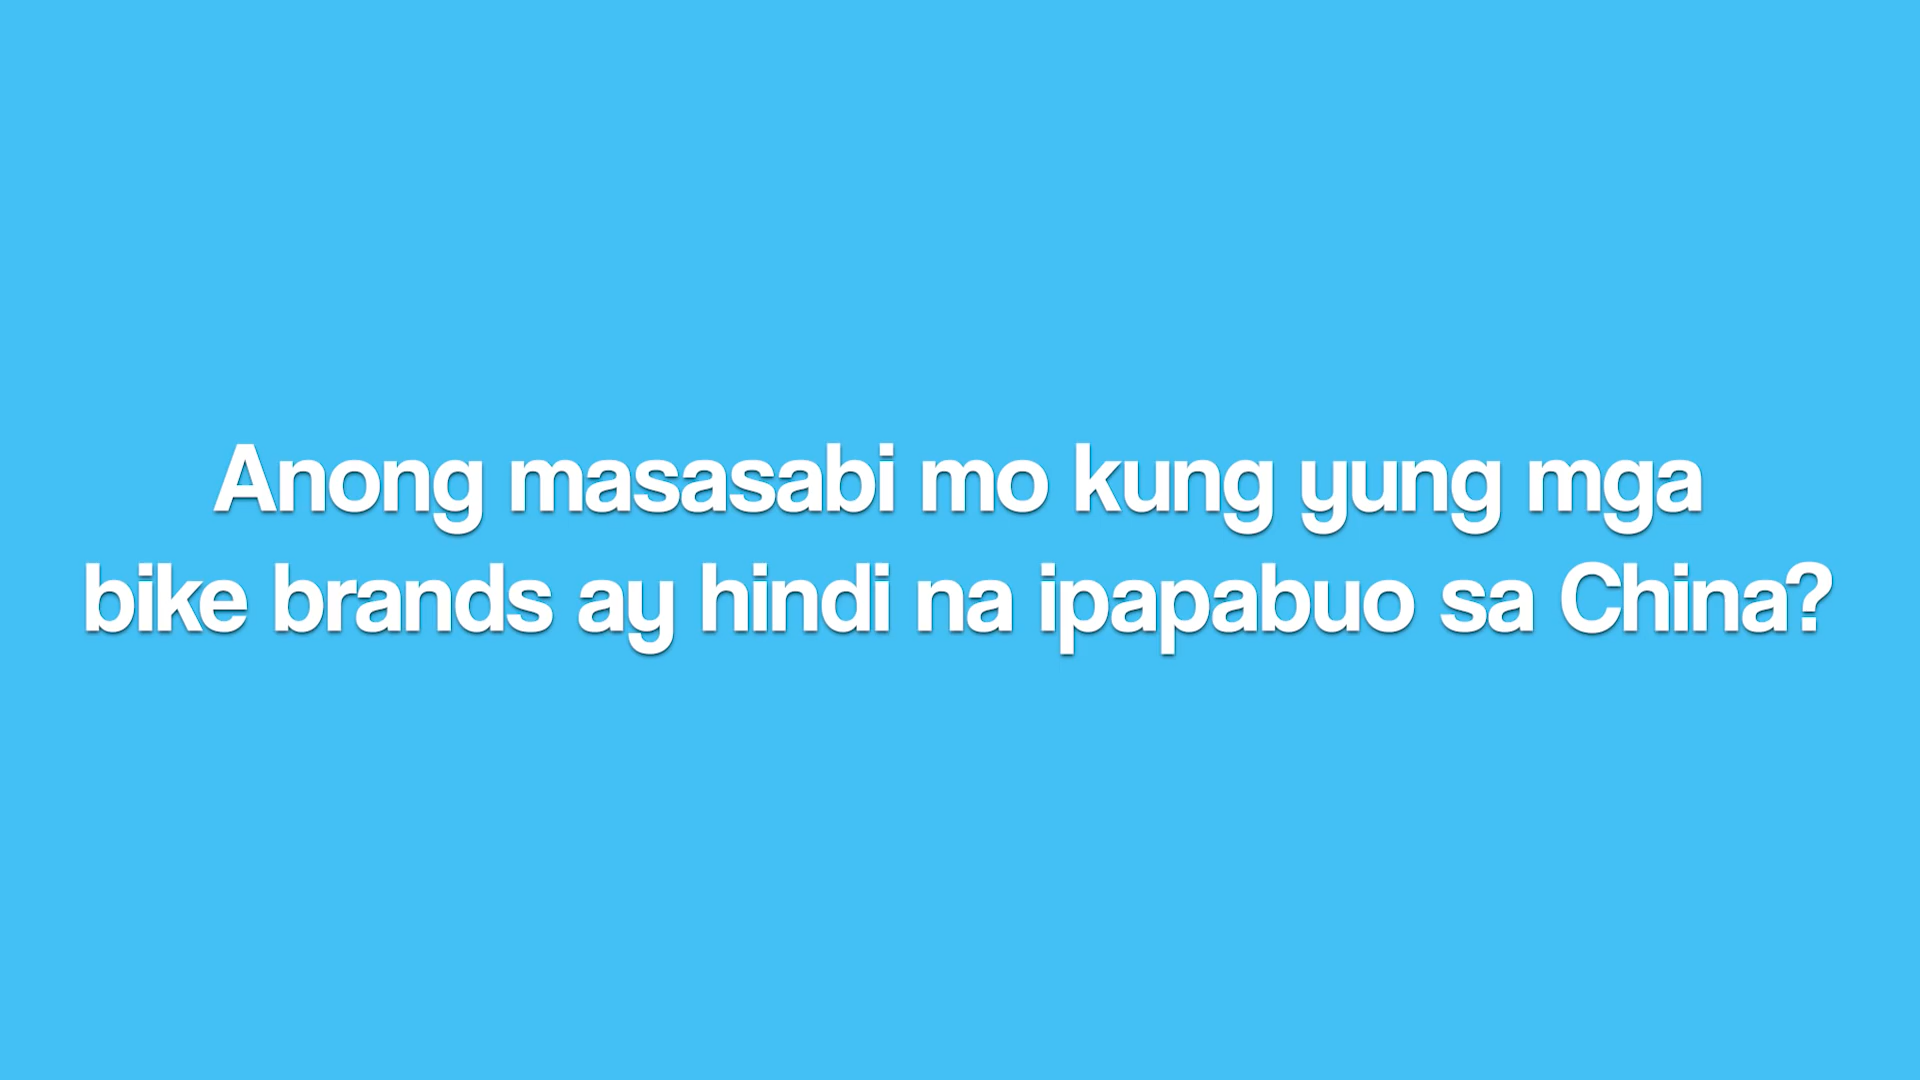 Anong masasabi mo kung yung mga
bike brands ay hindi na ipapabuo sa China?